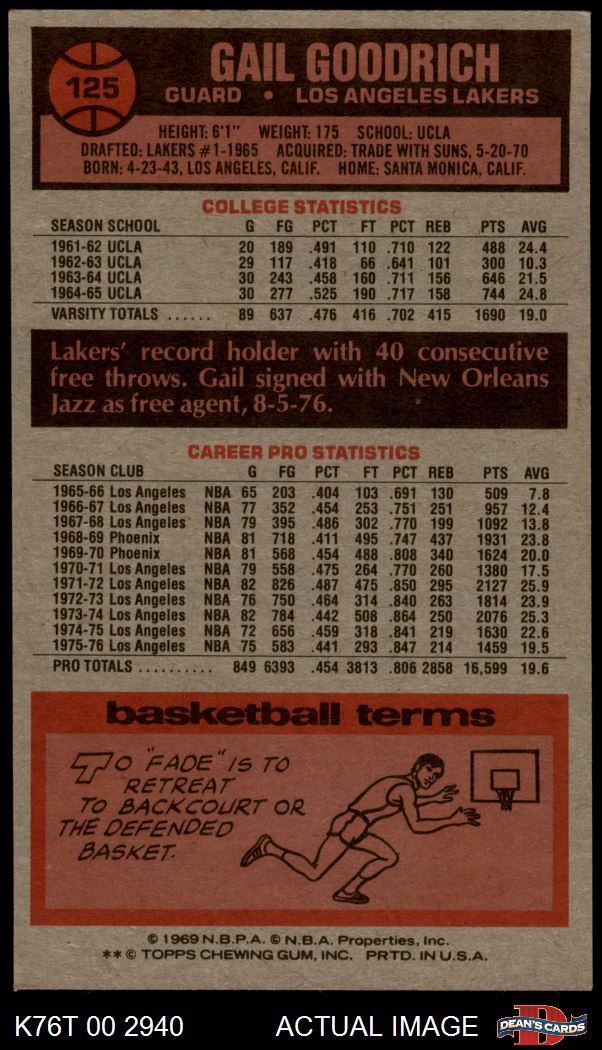 125
GAIL GOODRICH
GUARD • LOS ANGELES LAKERS
HEIGHT: 6'1" WEIGHT: 175 SCHOOL: UCLA
DRAFTED: LAKERS #1-1965 ACQUIRED: TRADE WITH SUNS, 5-20-70
BORN: 4-23-43, LOS ANGELES, CALIF. HOME: SANTA MONICA, CALIF.
COLLEGE STATISTICS
SEASON SCHOOL G FG PCT FT PCT REB PTS AVG
1961-62 UCLA 20 189 .491 110 .710 122 488 24.4
1962-63 UCLA 29 117 .418 66 .641 101 300 10.3
1963-64 UCLA 30 243 .458 160 .711 156 646 21.5
1964-65 UCLA 30 277 .525 190 .717 158 744 24.8
VARSITY TOTALS ...... 89 637 .476 416 .702 415 1690 19.0
Lakers' record holder with 40 consecutive
free throws. Gail signed with New Orleans
Jazz as free agent, 8-5-76.
CAREER PRO STATISTICS
SEASON CLUB G FG PCT FT PCT REB PTS AVG
1965-66 Los Angeles NBA 65 203 .404 103 .691 130 509 7.8
1966-67 Los Angeles NBA 77 352 .454 253 .751 251 957 12.4
1967-68 Los Angeles NBA 79 395 .486 302 .770 199 1092 13.8
1968-69 Phoenix NBA 81 718 .411 495 .747 437 1931 23.8
1969-70 Phoenix NBA 81 568 .454 488 .808 340 1624 20.0
1970-71 Los Angeles NBA 79 558 .475 264 .770 260 1380 17.5
1971-72 Los Angeles NBA 82 826 .487 475 .850 295 2127 25.9
1972-73 Los Angeles NBA 76 750 .464 314 .840 263 1814 23.9
1973-74 Los Angeles NBA 82 784 .442 508 .864 250 2076 25.3
1974-75 Los Angeles NBA 72 656 .459 318 .841 219 1630 22.6
1975-76 Los Angeles NBA 75 583 .441 293 .847 214 1459 19.5
PRO TOTALS .......... 849 6393 .454 3813 .806 2858 16,599 19.6
basketball terms
TO "FADE" IS TO
RETREAT
TO BACKCOURT OR
THE DEFENDED
BASKET.
© 1969 N.B.P.A. © N.B.A. Properties, Inc.
** © TOPPS CHEWING GUM, INC. PRTD. IN U.S.A.
K76T 00 2940 ACTUAL IMAGE
D
DEAN'S CARDS